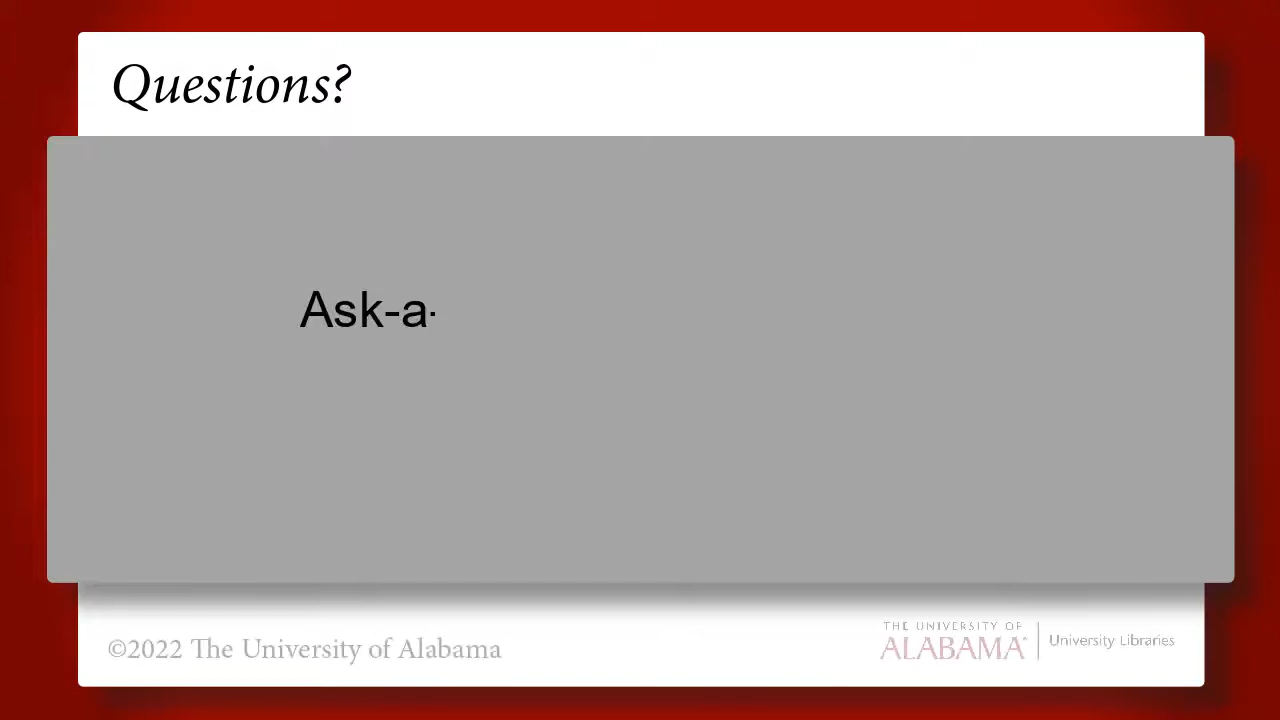 Questions?
Ask-a
©2022 The University of Alabama
THE UNIVERSITY OF
ALABAMA
University Libraries